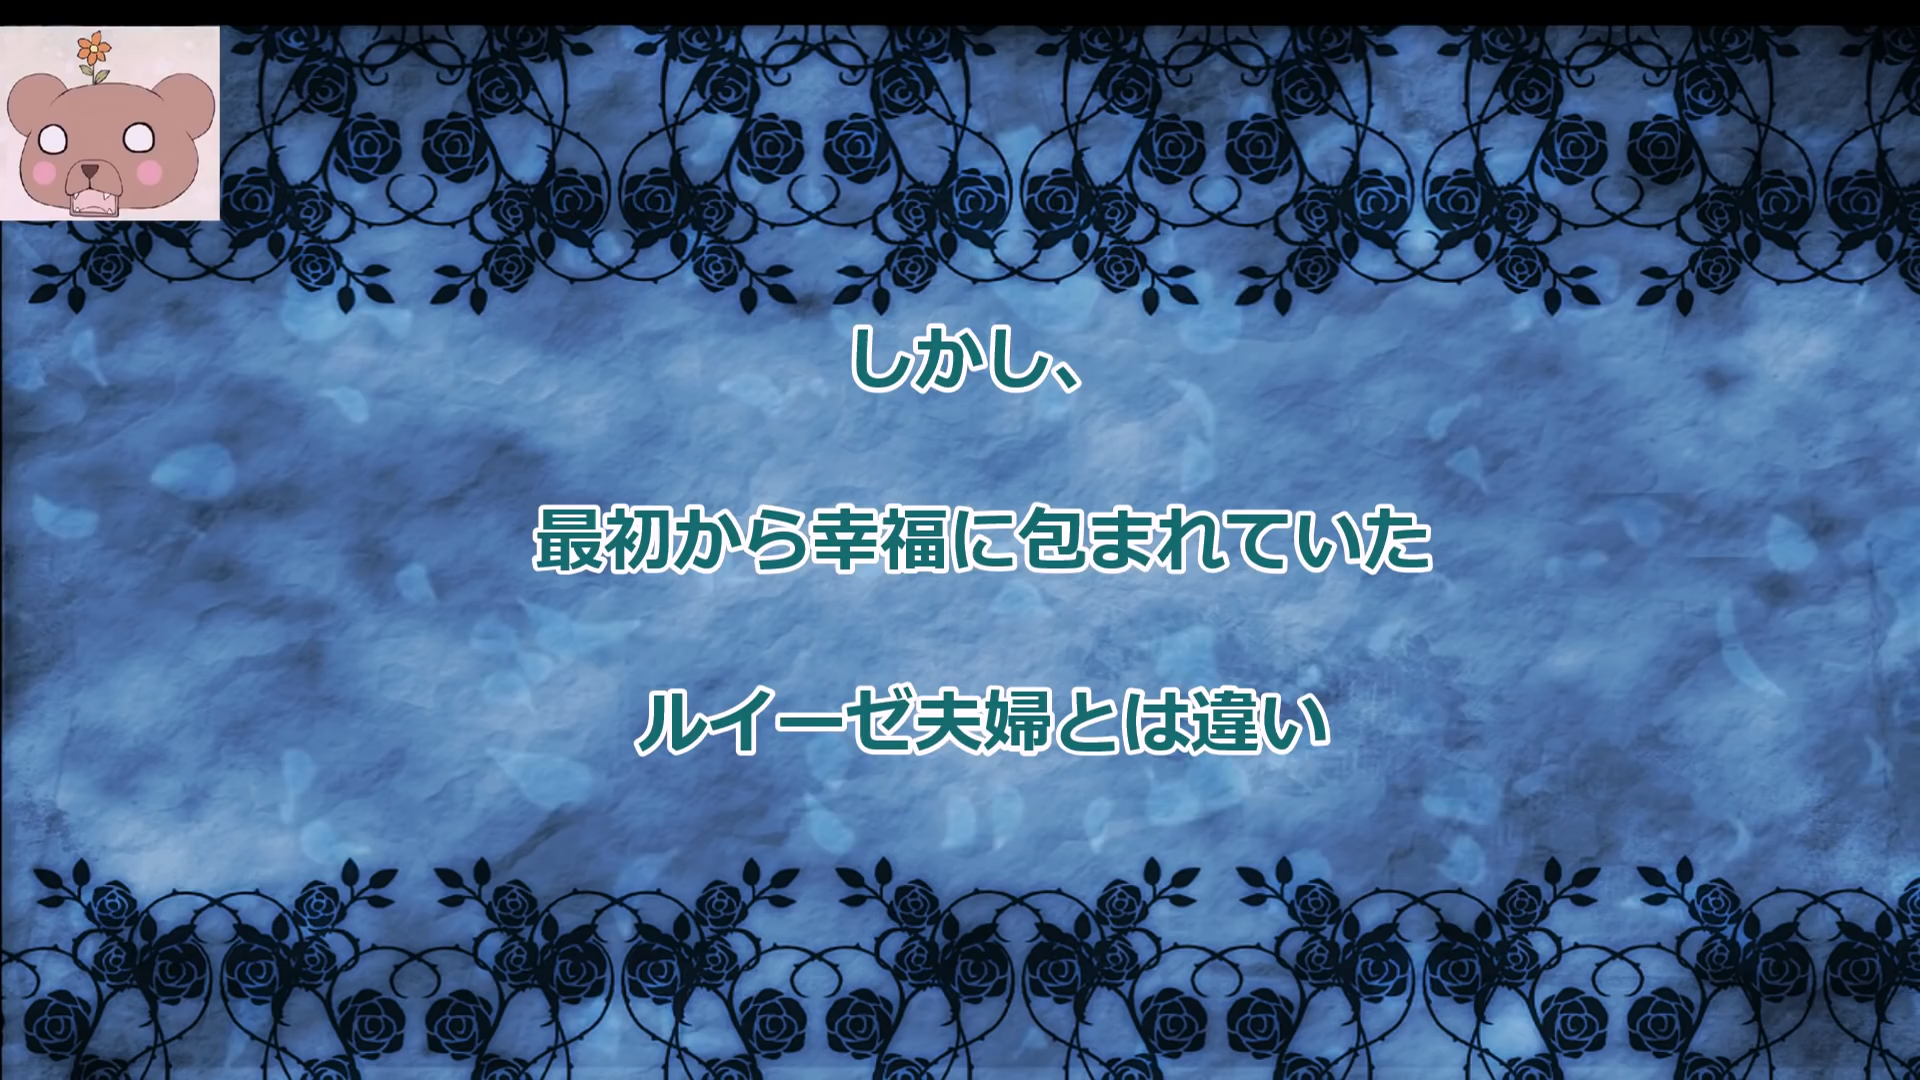 しかし、
最初から幸福に包まれていた
ルイーゼ夫婦とは違い